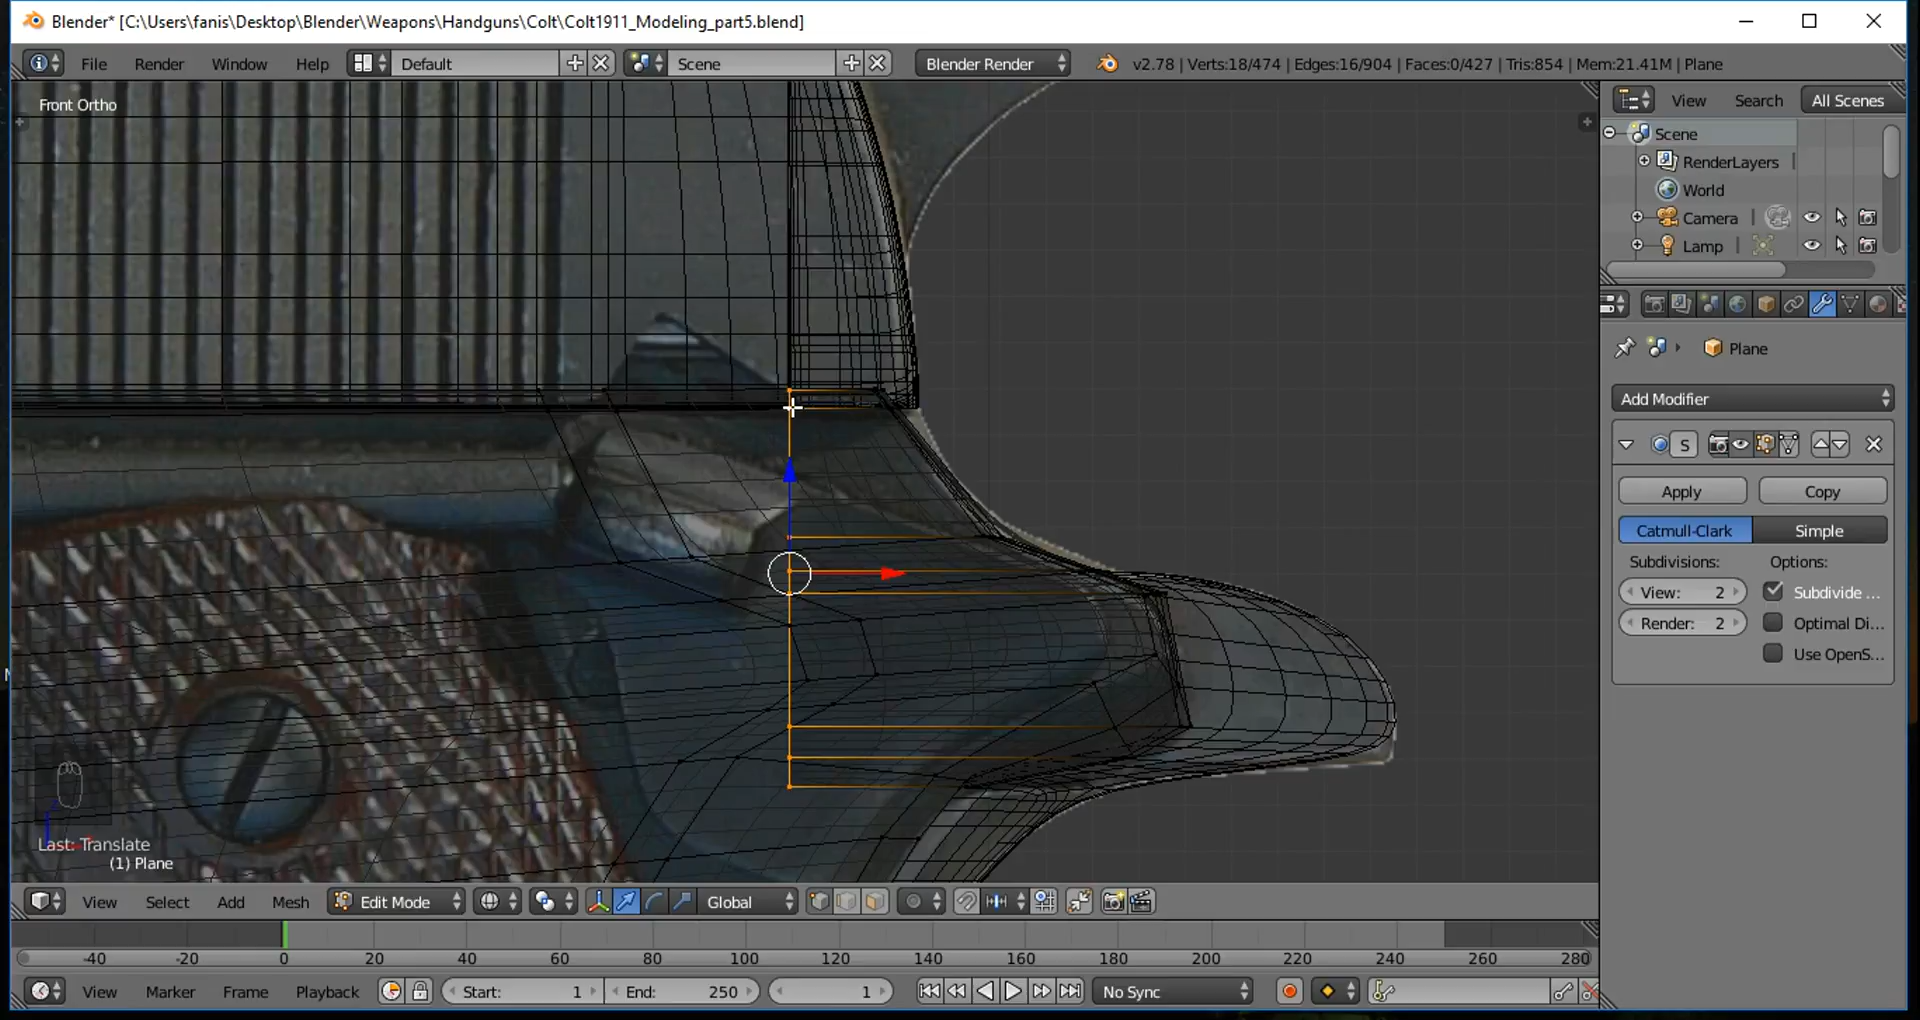 Blender* [C:\Users\fanis\Desktop\Blender\Weapons\Handguns\Colt\Colt1911_Modeling_part5.blend]
File Render Window Help Default Scene Blender Render v2.78 | Verts:18/474 | Edges:16/904 | Faces:0/427 | Tris:854 | Mem:21.41M | Plane
Front Ortho
View Search All Scenes
Scene
RenderLayers
World
Camera
Lamp
Plane
Add Modifier
S
Apply Copy
Catmull-Clark Simple
Subdivisions: Options:
View: 2 Subdivide ...
Render: 2 Optimal Di...
Use OpenS...
Last: Translate
(1) Plane
View Select Add Mesh Edit Mode Global
-40 -20 0 20 40 60 80 100 120 140 160 180 200 220 240 260 280
View Marker Frame Playback Start: 1 End: 250 1 No Sync